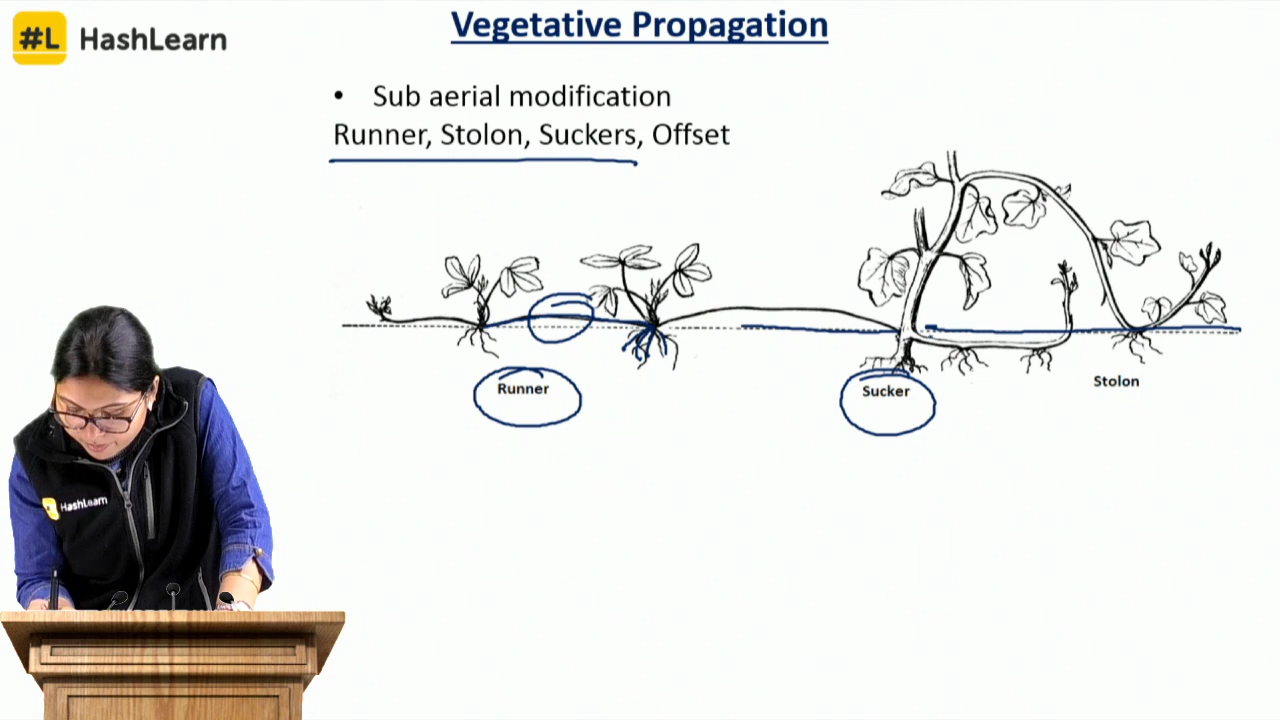 #L HashLearn
Vegetative Propagation
• Sub aerial modification
Runner, Stolon, Suckers, Offset
Runner
Sucker
Stolon
HashLearn